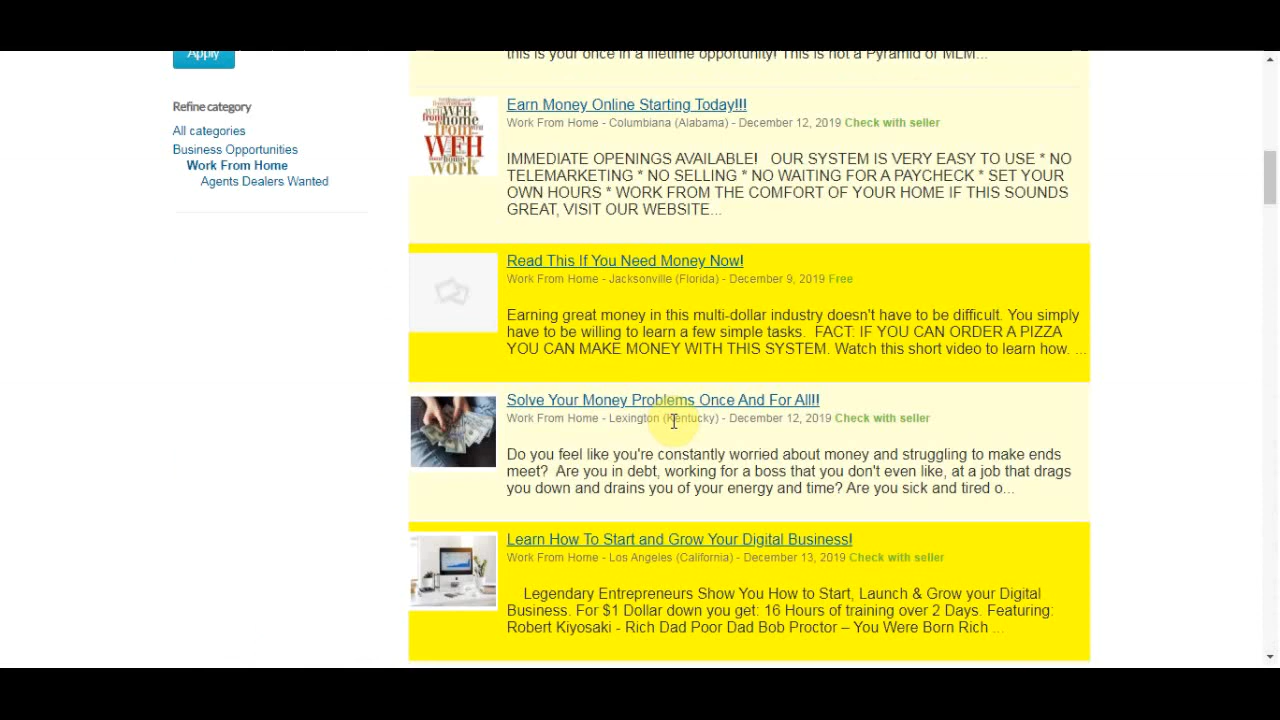 Apply
this is your once in a lifetime opportunity! This is not a Pyramid or MLM...
Refine category
All categories
Business Opportunities
Work From Home
Agents Dealers Wanted
Earn Money Online Starting Today!!!
Work From Home - Columbiana (Alabama) - December 12, 2019 Check with seller
IMMEDIATE OPENINGS AVAILABLE! OUR SYSTEM IS VERY EASY TO USE * NO
TELEMARKETING * NO SELLING * NO WAITING FOR A PAYCHECK * SET YOUR
OWN HOURS * WORK FROM THE COMFORT OF YOUR HOME IF THIS SOUNDS
GREAT, VISIT OUR WEBSITE...
WFH
home
from
WFH
work
Read This If You Need Money Now!
Work From Home - Jacksonville (Florida) - December 9, 2019 Free
Earning great money in this multi-dollar industry doesn't have to be difficult. You simply
have to be willing to learn a few simple tasks. FACT: IF YOU CAN ORDER A PIZZA
YOU CAN MAKE MONEY WITH THIS SYSTEM. Watch this short video to learn how. ...
Solve Your Money Problems Once And For All!!
Work From Home - Lexington (Kentucky) - December 12, 2019 Check with seller
Do you feel like you're constantly worried about money and struggling to make ends
meet? Are you in debt, working for a boss that you don't even like, at a job that drags
you down and drains you of your energy and time? Are you sick and tired o...
Learn How To Start and Grow Your Digital Business!
Work From Home - Los Angeles (California) - December 13, 2019 Check with seller
Legendary Entrepreneurs Show You How to Start, Launch & Grow your Digital
Business. For $1 Dollar down you get: 16 Hours of training over 2 Days. Featuring:
Robert Kiyosaki - Rich Dad Poor Dad Bob Proctor – You Were Born Rich ...